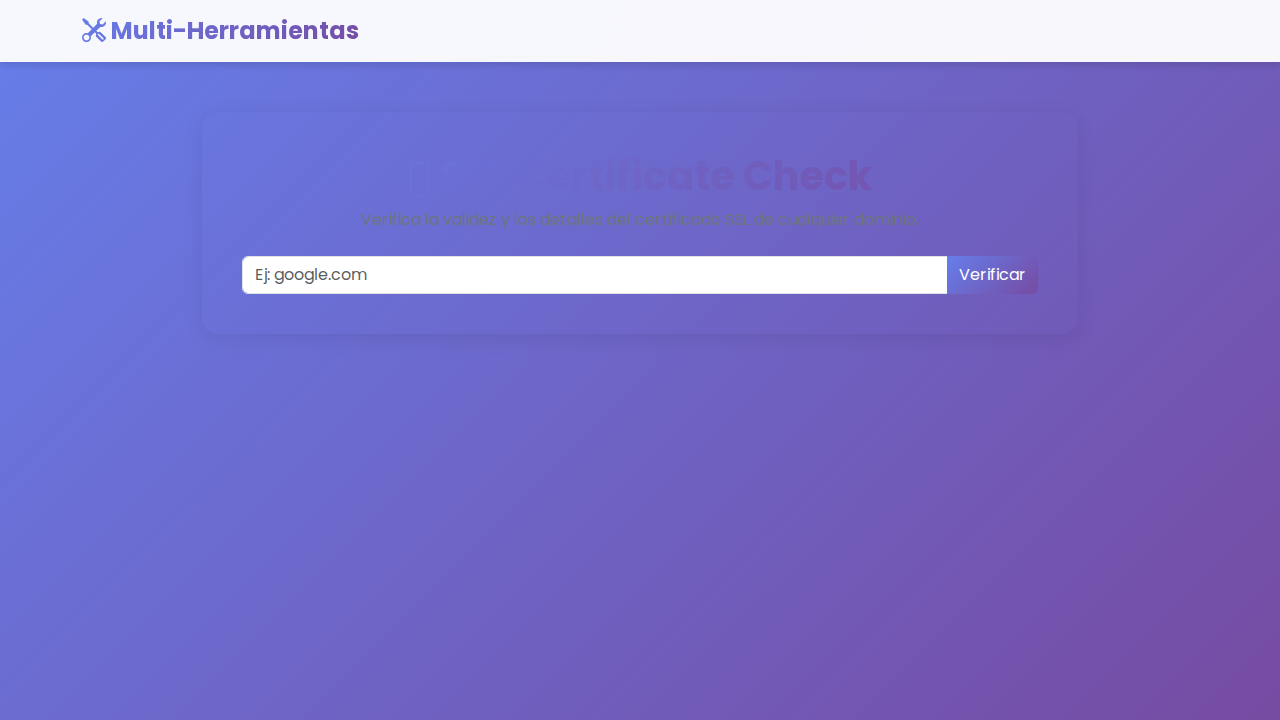 Multi-Herramientas
SSL Certificate Check
Verifica la validez y los detalles del certificado SSL de cualquier dominio.
Ej: google.com
Verificar